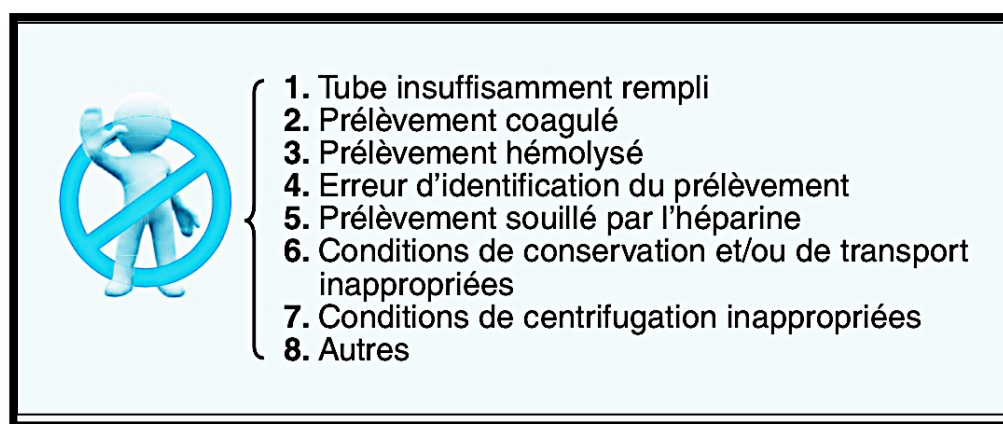 1. Tube insuffisamment rempli
2. Prélèvement coagulé
3. Prélèvement hémolysé
4. Erreur d’identification du prélèvement
5. Prélèvement souillé par l’héparine
6. Conditions de conservation et/ou de transport
inappropriées
7. Conditions de centrifugation inappropriées
8. Autres